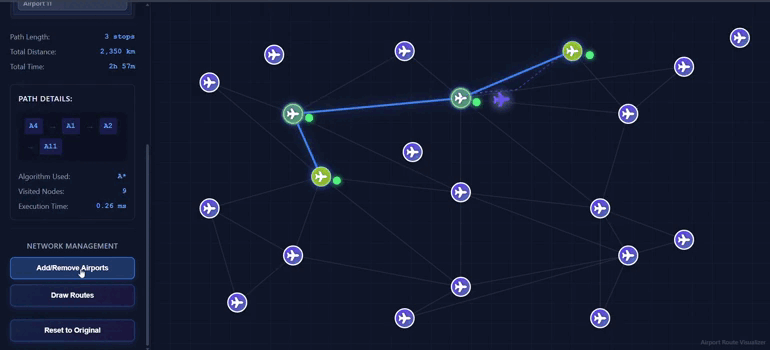 Airport 11
Path Length: 3 stops
Total Distance: 2,350 km
Total Time: 2h 57m
PATH DETAILS:
A4 → A1 → A2
→ A11
Algorithm Used: A*
Visited Nodes: 9
Execution Time: 0.26 ms
NETWORK MANAGEMENT
Add/Remove Airports
Draw Routes
Reset to Original
Airport Node Visualizer